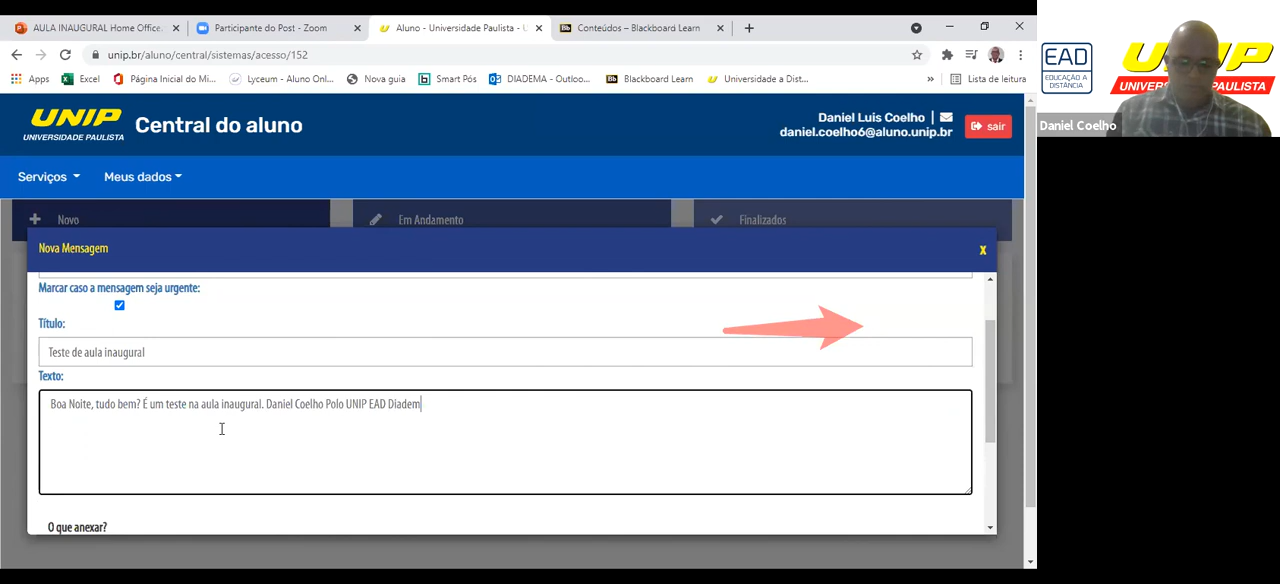 AULA INAUGURAL Home Office.
Participante do Post - Zoom
Aluno - Universidade Paulista - U
Conteúdos – Blackboard Learn
unip.br/aluno/central/sistemas/acesso/152
Apps
Excel
Página Inicial do Mi...
Lyceum - Aluno Onl...
Nova guia
Smart Pós
DIADEMA - Outloo...
Blackboard Learn
Universidade a Dist...
»
Lista de leitura
UNIP
UNIVERSIDADE PAULISTA
Central do aluno
Daniel Luis Coelho |
daniel.coelho6@aluno.unip.br
sair
Serviços
Meus dados
Novo
Em Andamento
Finalizados
Nova Mensagem
x
Marcar caso a mensagem seja urgente:
Título:
Teste de aula inaugural
Texto:
Boa Noite, tudo bem? É um teste na aula inaugural. Daniel Coelho Polo UNIP EAD Diadem
O que anexar?
EAD
EDUCAÇÃO A
DISTÂNCIA
Daniel Coelho